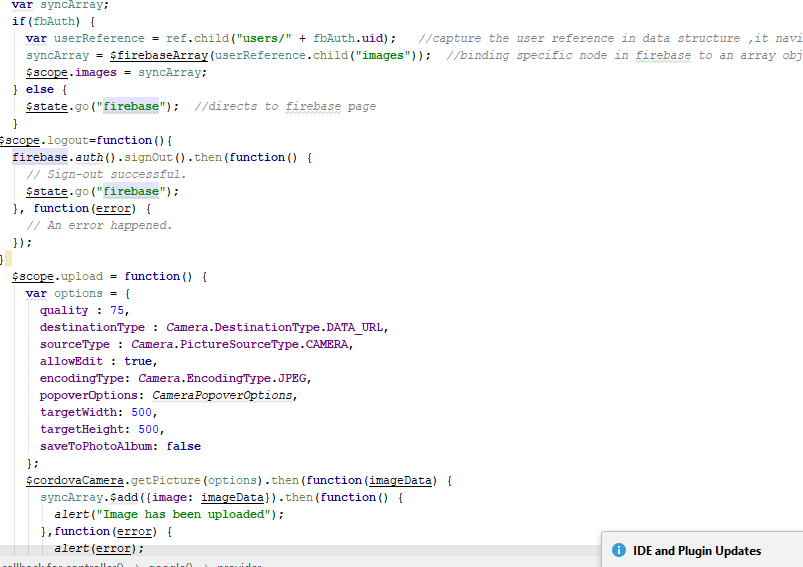 var syncArray;
if(fbAuth) {
var userReference = ref.child("users/" + fbAuth.uid);   //capture the user reference in data structure ,it navi
syncArray = $firebaseArray(userReference.child("images"));  //binding specific node in firebase to an array obj
$scope.images = syncArray;
} else {
$state.go("firebase");  //directs to firebase page
}
$scope.logout=function(){
firebase.auth().signOut().then(function() {
// Sign-out successful.
$state.go("firebase");
}, function(error) {
// An error happened.
});
}
$scope.upload = function() {
var options = {
quality : 75,
destinationType : Camera.DestinationType.DATA_URL,
sourceType : Camera.PictureSourceType.CAMERA,
allowEdit : true,
encodingType: Camera.EncodingType.JPEG,
popoverOptions: CameraPopoverOptions,
targetWidth: 500,
targetHeight: 500,
saveToPhotoAlbum: false
};
$cordovaCamera.getPicture(options).then(function(imageData) {
syncArray.$add({image: imageData}).then(function() {
alert("Image has been uploaded");
},function(error) {
alert(error);
IDE and Plugin Updates